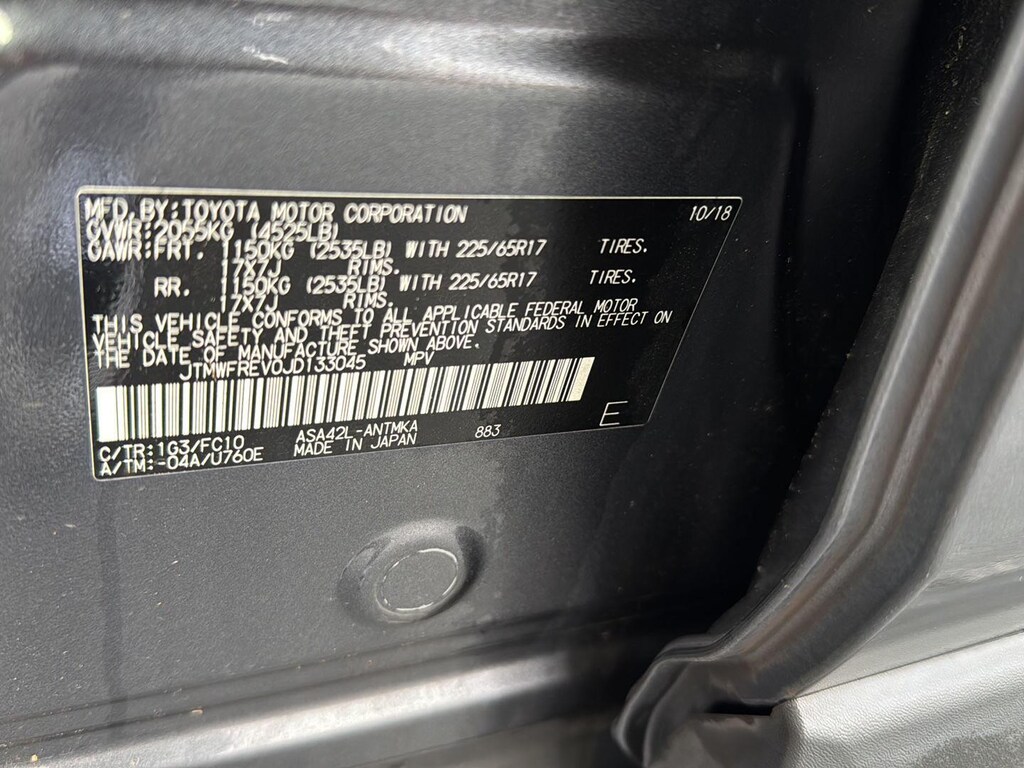 MFD. BY: TOYOTA MOTOR CORPORATION 10/18
GVWR: 2055KG (4525LB)
GAWR: FRT. 1150KG (2535LB) WITH 225/65R17 TIRES.
17X7J RIMS.
RR. 1150KG (2535LB) WITH 225/65R17 TIRES.
17X7J RIMS.
THIS VEHICLE CONFORMS TO ALL APPLICABLE FEDERAL MOTOR
VEHICLE SAFETY AND THEFT PREVENTION STANDARDS IN EFFECT ON
THE DATE OF MANUFACTURE SHOWN ABOVE.
JTMWFREV0JD133045 MPV
E
C/TR: 1G3/FC10 ASA42L-ANTMKA 883
A/TM: -04A/U760E MADE IN JAPAN